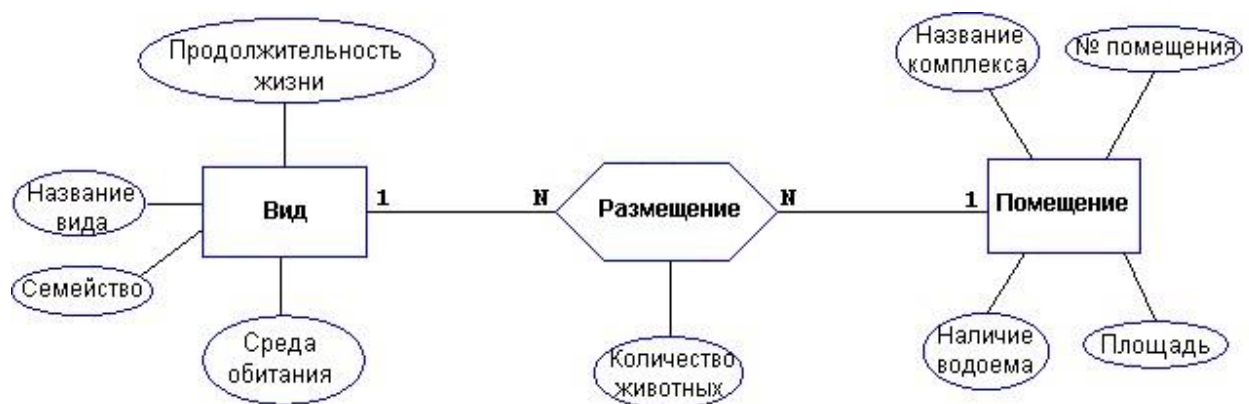 Продолжительность
жизни
Название
комплекса
№ помещения
Название
вида
Вид
1
N
Размещение
N
1
Помещение
Семейство
Среда
обитания
Количество
животных
Наличие
водоема
Площадь